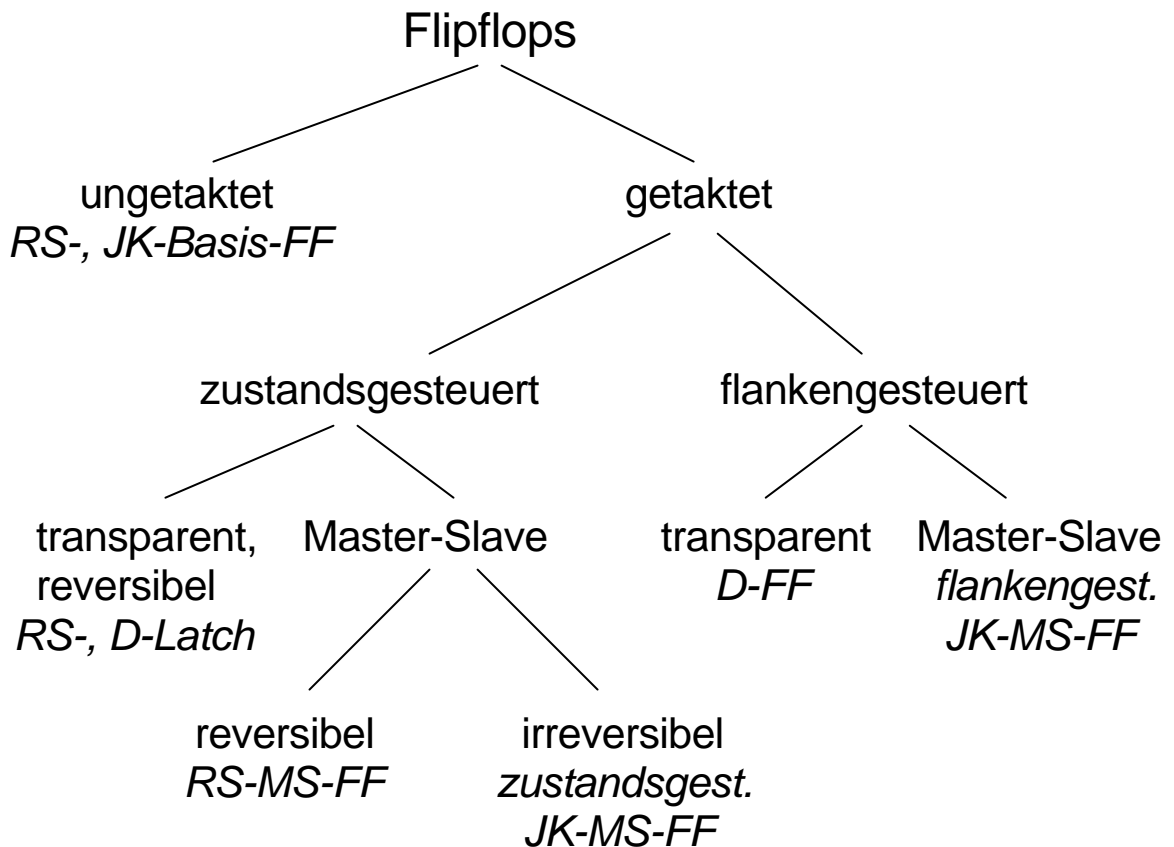 Flipflops
ungetaktet
RS-, JK-Basis-FF
getaktet
zustandsgesteuert
flankengesteuert
transparent,
reversibel
RS-, D-Latch
Master-Slave
transparent
D-FF
Master-Slave
flankengest.
JK-MS-FF
reversibel
RS-MS-FF
irreversibel
zustandsgest.
JK-MS-FF